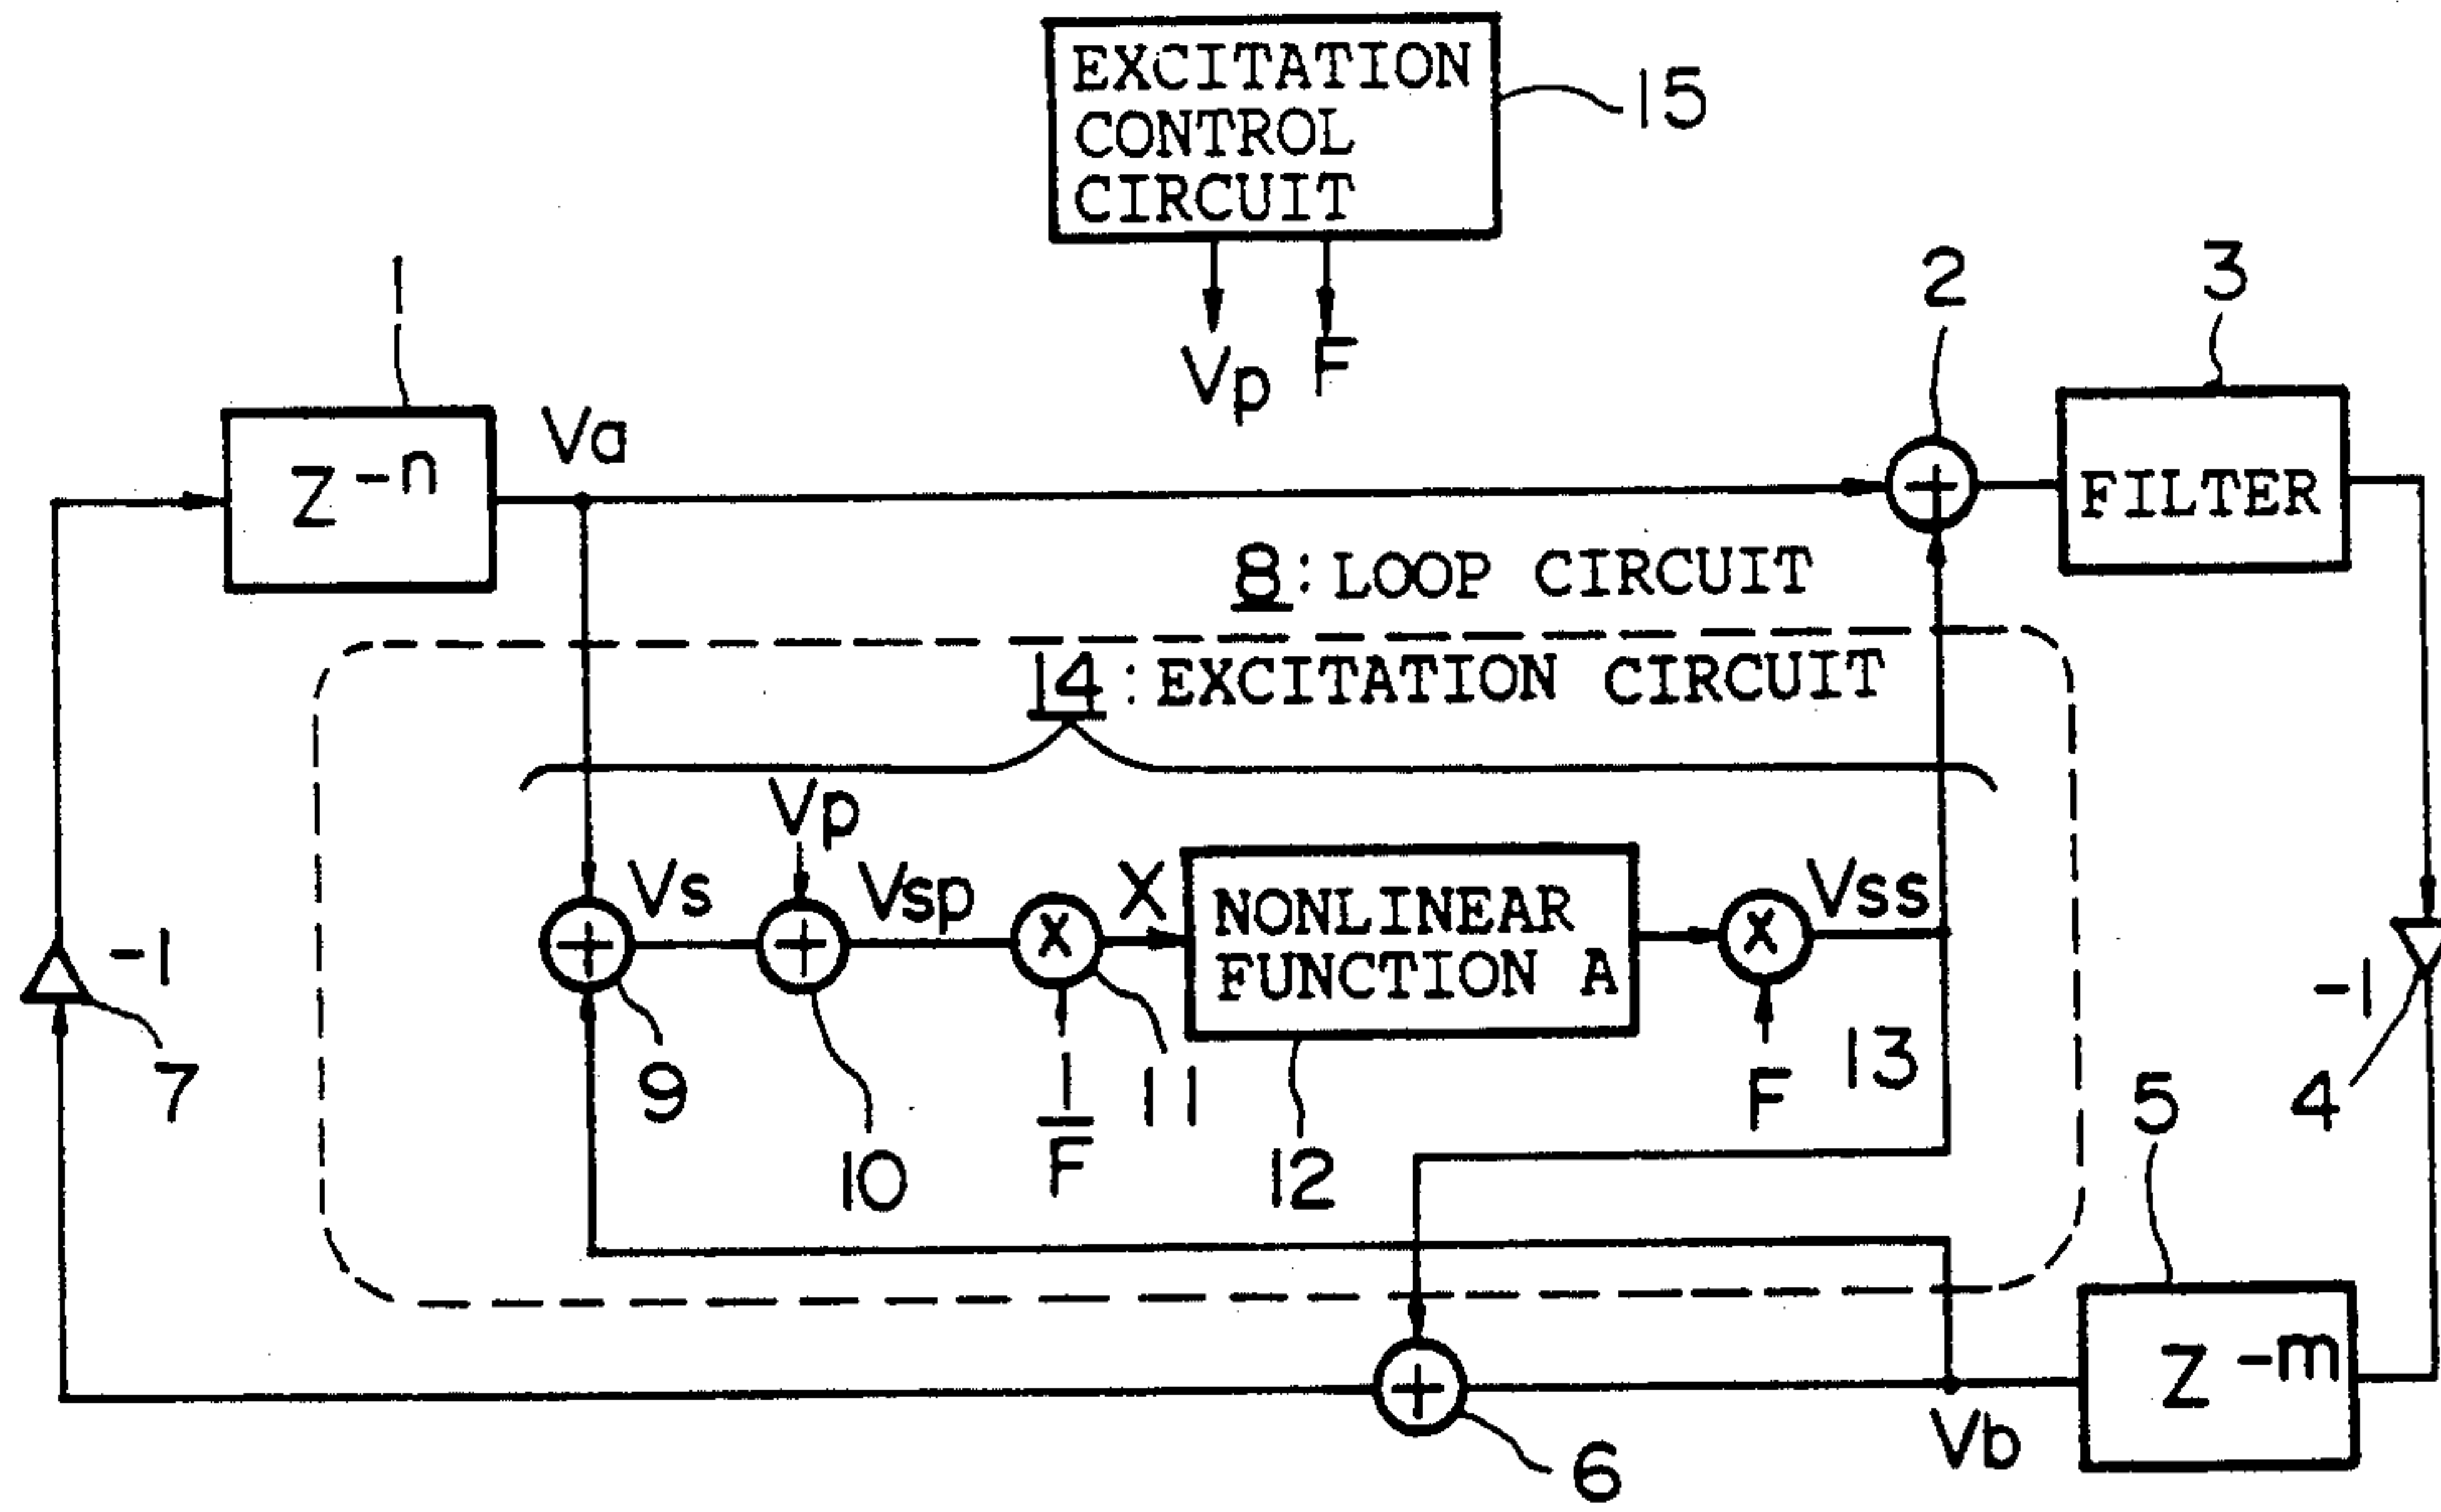 EXCITATION
CONTROL
CIRCUIT
15
Vp F
1
2
3
Z⁻ⁿ
Va
FILTER
8: LOOP CIRCUIT
14: EXCITATION CIRCUIT
Vp
Vs
Vsp
X
X
NONLINEAR
FUNCTION A
X
Vss
-1
7
9
10
1
F
11
12
F
13
-1
4
5
Z⁻ᵐ
6
Vb